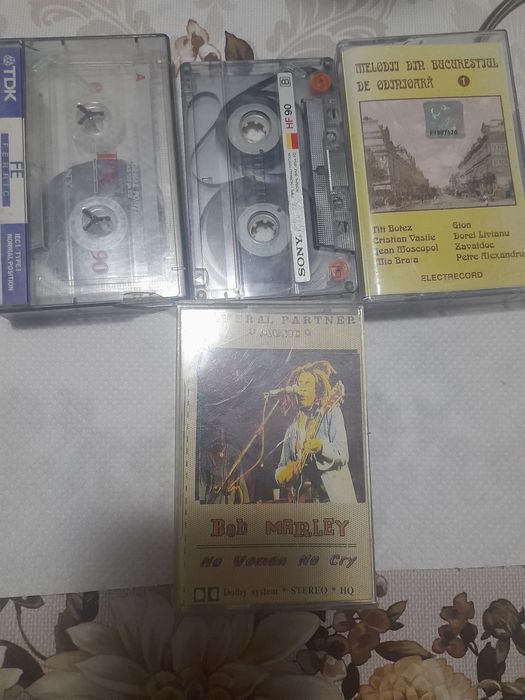 TDK
FE
FERRIC
IEC I / TYPE I
NORMAL POSITION
A
90
B
HF 90
SONY
MELODII DIN BUCUREȘTIUL
DE ODINIOARĂ 1
Titi Botez
Cristian Vasile
Jean Moscopol
Mia Braia
Gion
Dorel Livianu
Zavaidoc
Petre Alexandru
ELECTRECORD
PARTNER
Bob MARLEY
No Woman No Cry
Dolby system * STEREO * HQ